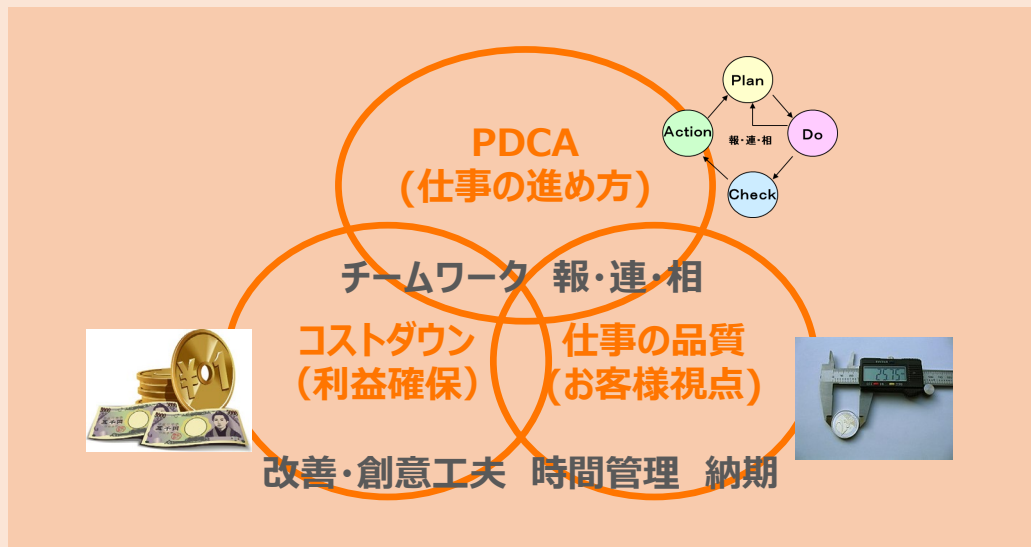 Plan
Action
報・連・相
Do
Check
PDCA
(仕事の進め方)
チームワーク 報・連・相
コストダウン
（利益確保）
仕事の品質
(お客様視点)
¥
1
改善・創意工夫 時間管理 納期